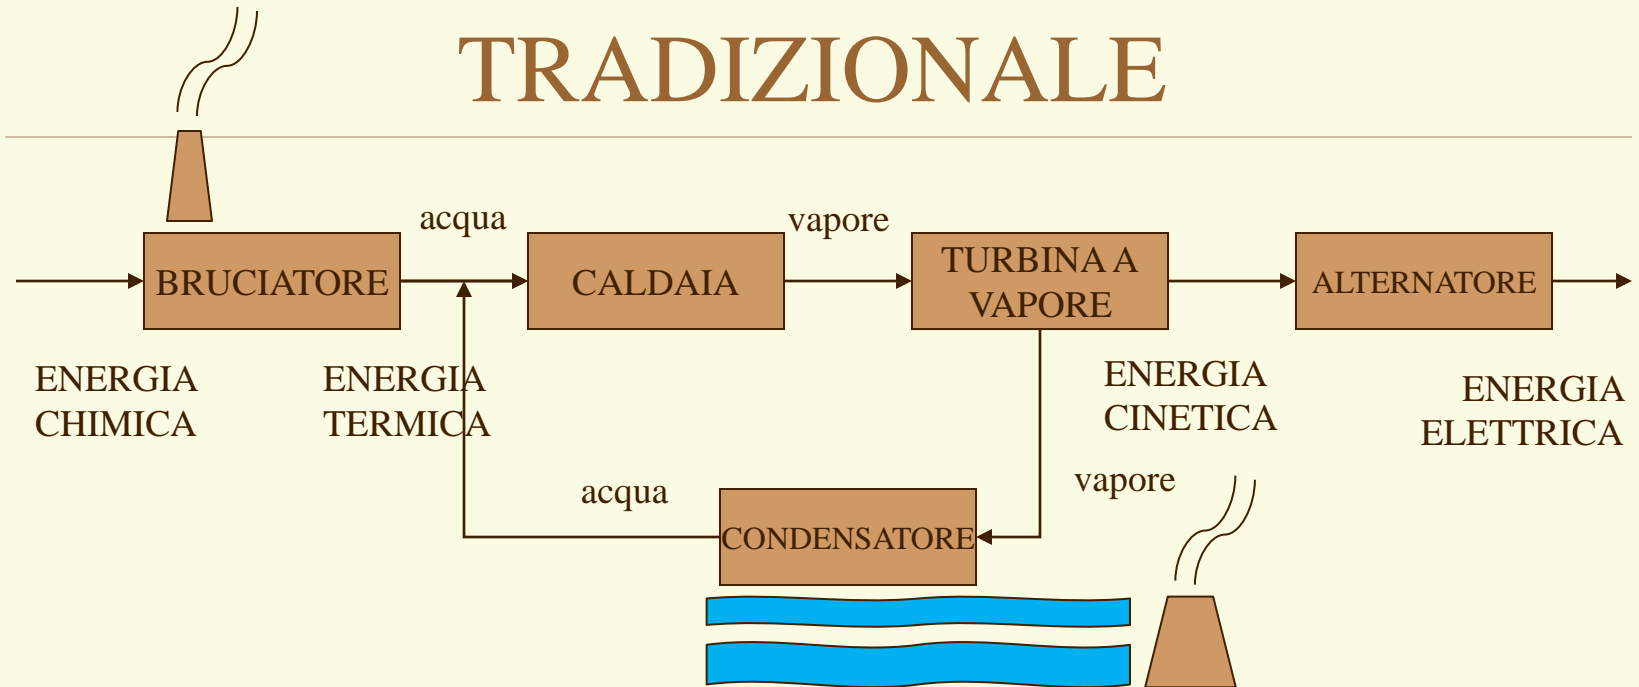 TRADIZIONALE
acqua
vapore
BRUCIATORE
CALDAIA
TURBINA A
VAPORE
ALTERNATORE
ENERGIA
CHIMICA
ENERGIA
TERMICA
ENERGIA
CINETICA
ENERGIA
ELETTRICA
acqua
vapore
CONDENSATORE